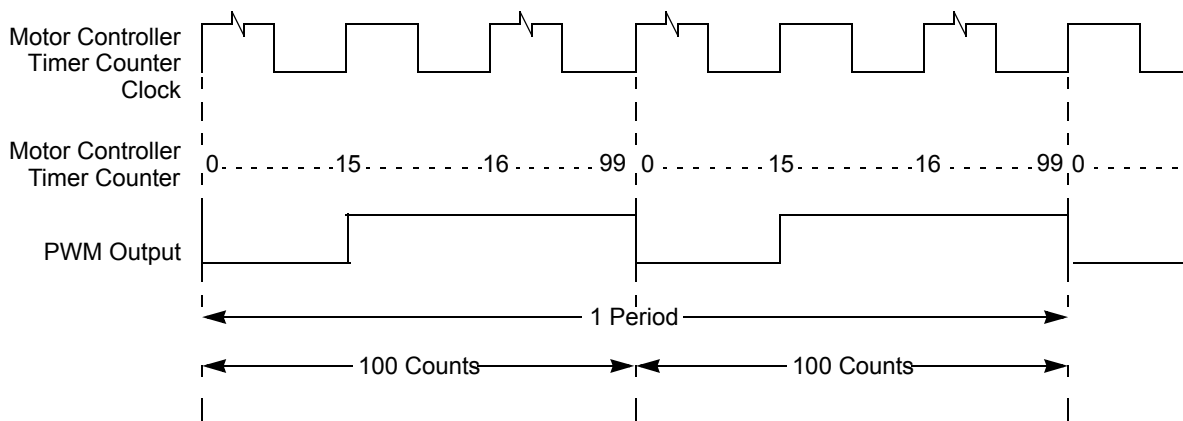 Motor Controller
Timer Counter
Clock
Motor Controller
Timer Counter
0 15 16 99 0 15 16 99 0
PWM Output
1 Period
100 Counts 100 Counts